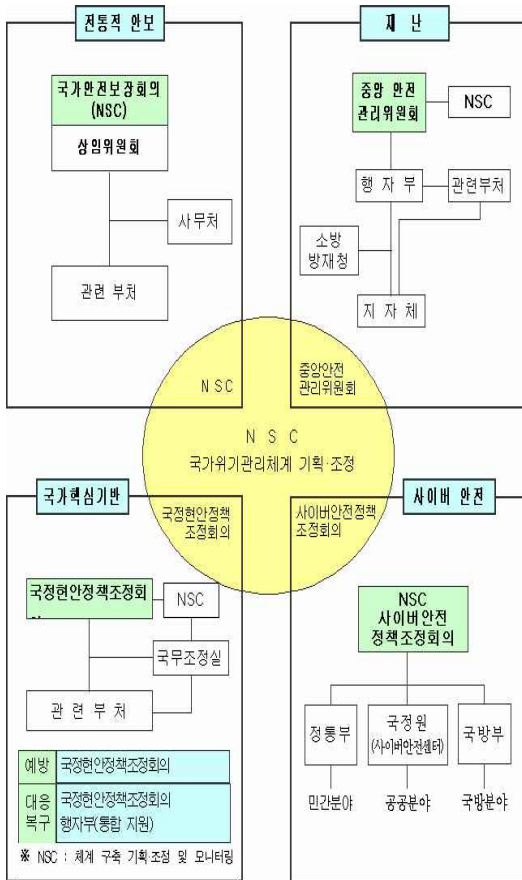 전통적 안보
국가안전보장회의
(NSC)
상임위원회
사무처
관련 부처
NSC
재 난
중앙 안전
관리위원회
NSC
행 자 부
관련부처
소방
방재청
지 자 체
중앙안전
관리위원회
N S C
국가위기관리체계 기획·조정
국가핵심기반
국정현안정책
조정회의
국정현안정책조정회
NSC
국무조정실
관 련 부 처
예방
국정현안정책조정회의
대응
복구
국정현안정책조정회의
행자부(통합 지원)
※ NSC : 체계 구축 기획·조정 및 모니터링
사이버 안전
사이버안전정책
조정회의
NSC
사이버안전
정책조정회의
정통부
국정원
(사이버안전센터)
국방부
민간분야
공공분야
국방분야